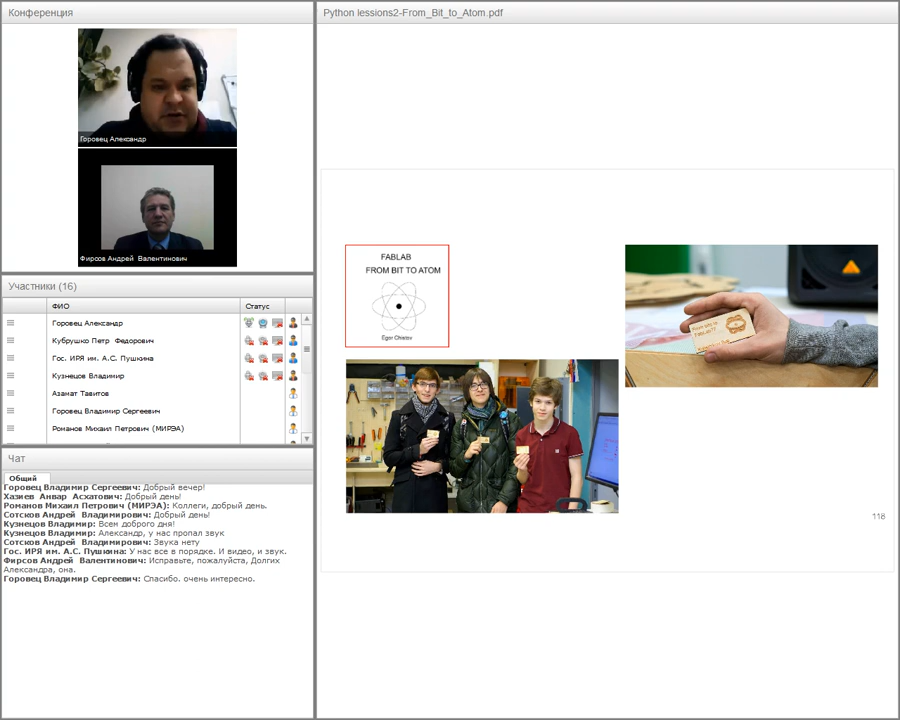 Конференция
Горовец Александр
Фирсов Андрей Валентинович
Участники (16)
ФИО
Статус
Горовец Александр
Кубрушко Петр Федорович
Гос. ИРЯ им. А.С. Пушкина
Кузнецов Владимир
Азамат Тавитов
Горовец Владимир Сергеевич
Романов Михаил Петрович (МИРЭА)
Чат
Общий
Горовец Владимир Сергеевич: Добрый вечер!
Хазиев Анвар Асхатович: Добрый день!
Романов Михаил Петрович (МИРЭА): Коллеги, добрый день.
Сотсков Андрей Владимирович: Добрый день!
Кузнецов Владимир: Всем доброго дня!
Кузнецов Владимир: Александр, у нас пропал звук
Сотсков Андрей Владимирович: Звука нету
Гос. ИРЯ им. А.С. Пушкина: У нас все в порядке. И видео, и звук.
Фирсов Андрей Валентинович: Исправьте, пожалуйста, Долгих
Александра, она.
Горовец Владимир Сергеевич: Спасибо. очень интересно.
Python lessions2-From_Bit_to_Atom.pdf
FABLAB
FROM BIT TO ATOM
118